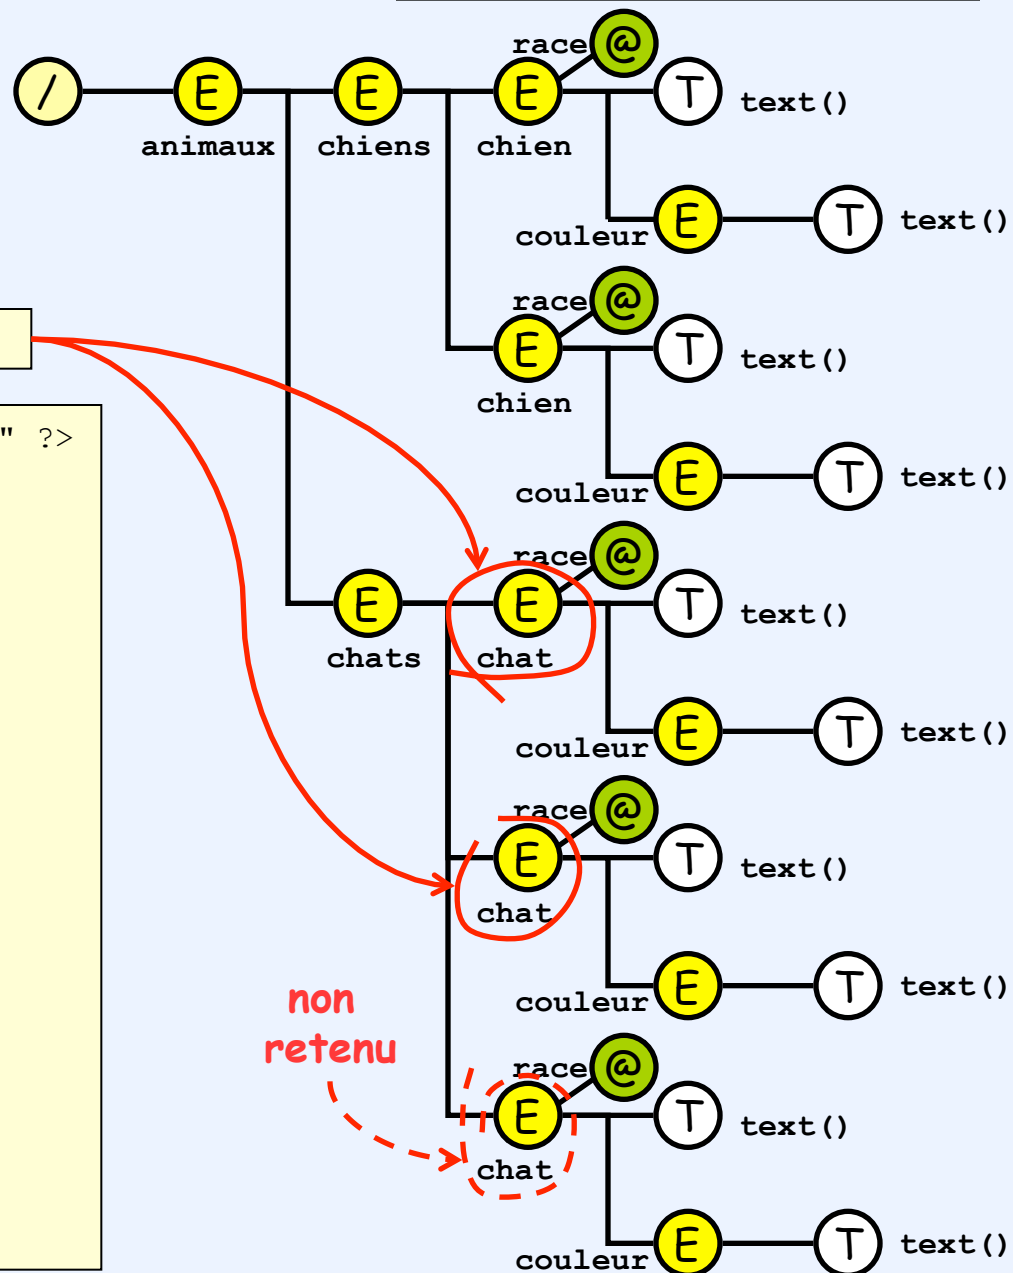 race @
/ E E E T text()
animaux chiens chien
E T text()
couleur
race @
E T text()
chien
" ?>
E T text()
couleur
race @
E E T text()
chats chat
E T text()
couleur
race @
E T text()
chat
E T text()
couleur
non
retenu
race @
E T text()
chat
E T text()
couleur